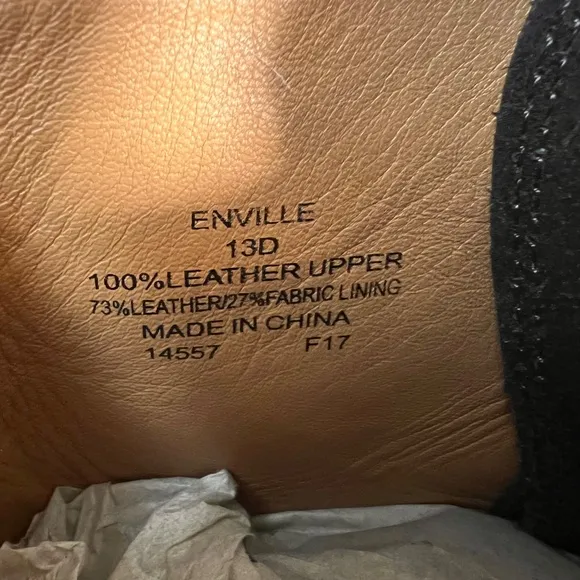 ENVILLE
13D
100%LEATHER UPPER
73%LEATHER/27%FABRIC LINING
MADE IN CHINA
14557 F17